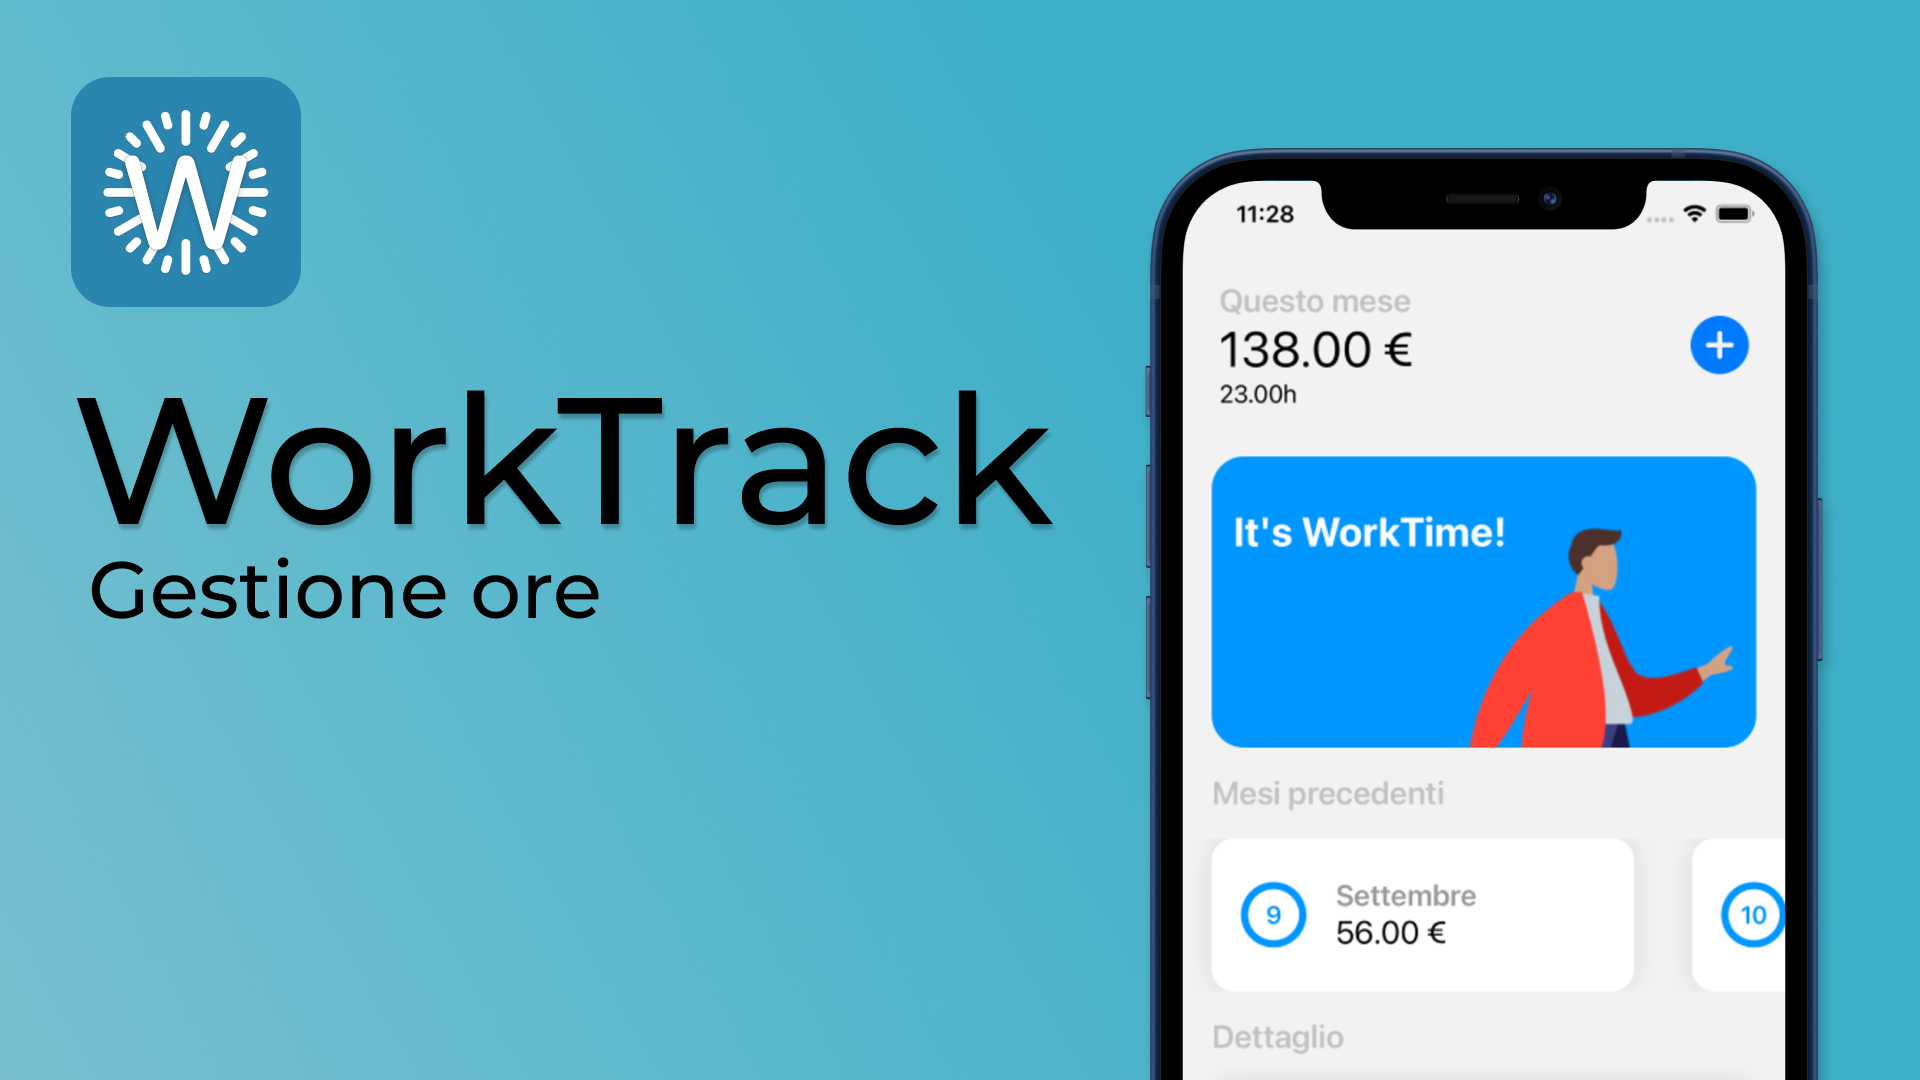 W
WorkTrack
Gestione ore
11:28
Questo mese
138.00 €
23.00h
It's WorkTime!
Mesi precedenti
9
Settembre
56.00 €
10
Dettaglio